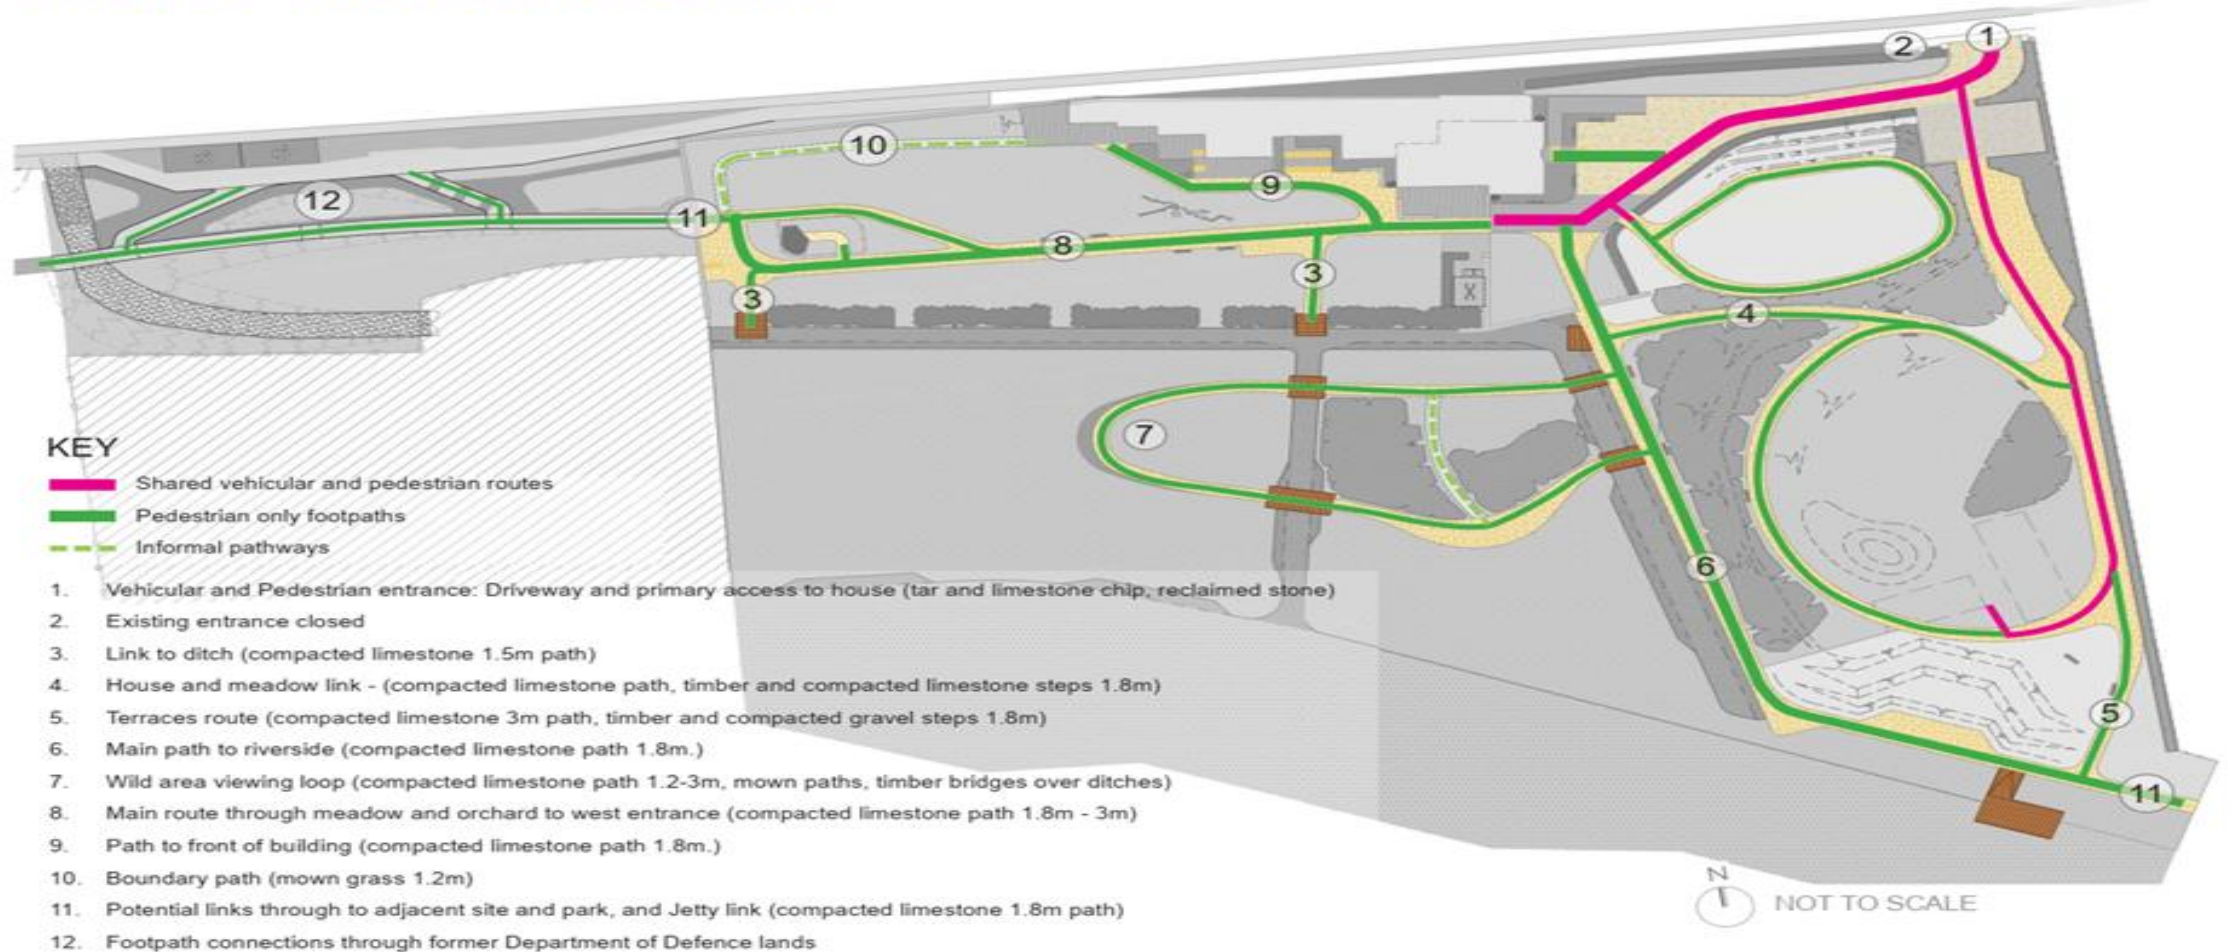 2
1
10
12
9
11
8
3
3
4
7
6
5
11
KEY
Shared vehicular and pedestrian routes
Pedestrian only footpaths
Informal pathways
1. Vehicular and Pedestrian entrance: Driveway and primary access to house (tar and limestone chip, reclaimed stone)
2. Existing entrance closed
3. Link to ditch (compacted limestone 1.5m path)
4. House and meadow link - (compacted limestone path, timber and compacted limestone steps 1.8m)
5. Terraces route (compacted limestone 3m path, timber and compacted gravel steps 1.8m)
6. Main path to riverside (compacted limestone path 1.8m.)
7. Wild area viewing loop (compacted limestone path 1.2-3m, mown paths, timber bridges over ditches)
8. Main route through meadow and orchard to west entrance (compacted limestone path 1.8m - 3m)
9. Path to front of building (compacted limestone path 1.8m.)
10. Boundary path (mown grass 1.2m)
11. Potential links through to adjacent site and park, and Jetty link (compacted limestone 1.8m path)
12. Footpath connections through former Department of Defence lands
N
NOT TO SCALE